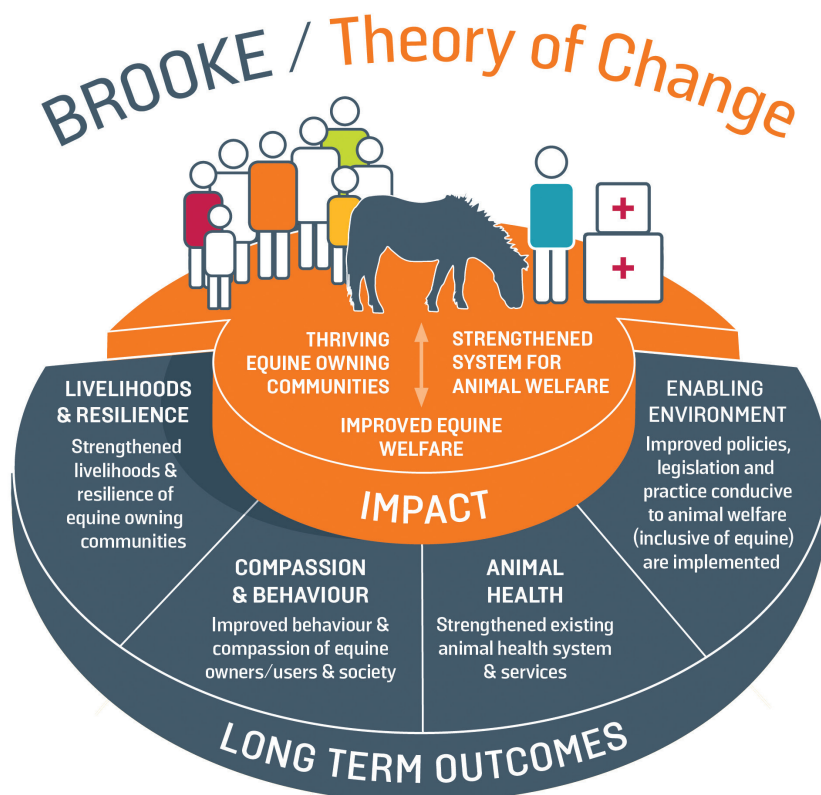 BROOKE / Theory of Change
THRIVING
EQUINE OWNING
COMMUNITIES
STRENGTHENED
SYSTEM FOR
ANIMAL WELFARE
IMPROVED EQUINE
WELFARE
IMPACT
LIVELIHOODS
& RESILIENCE
Strengthened
livelihoods &
resilience of
equine owning
communities
COMPASSION
& BEHAVIOUR
Improved behaviour &
compassion of equine
owners/users & society
ANIMAL
HEALTH
Strengthened existing
animal health system
& services
ENABLING
ENVIRONMENT
Improved policies,
legislation and
practice conducive
to animal welfare
(inclusive of equine)
are implemented
LONG TERM OUTCOMES